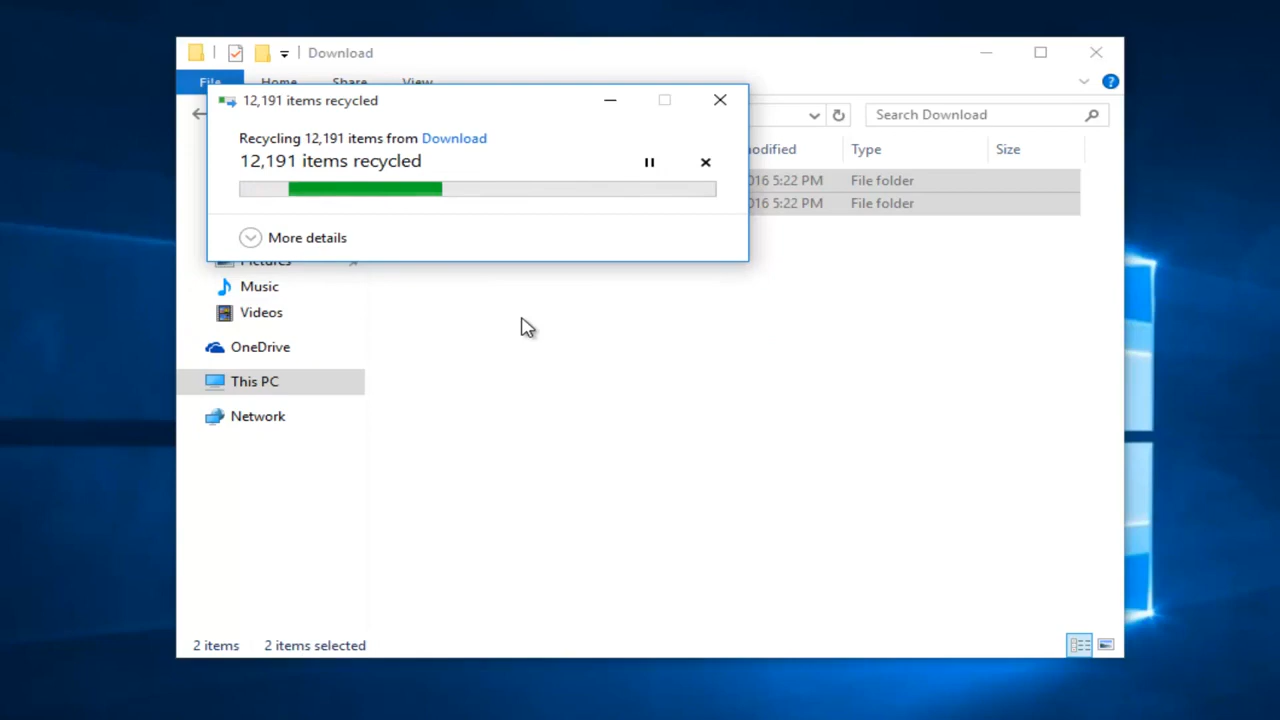 Download
File Home Share View
12,191 items recycled
Recycling 12,191 items from Download
12,191 items recycled
More details
Search Download
Type Size
016 5:22 PM File folder
016 5:22 PM File folder
Pictures
Music
Videos
OneDrive
This PC
Network
2 items 2 items selected